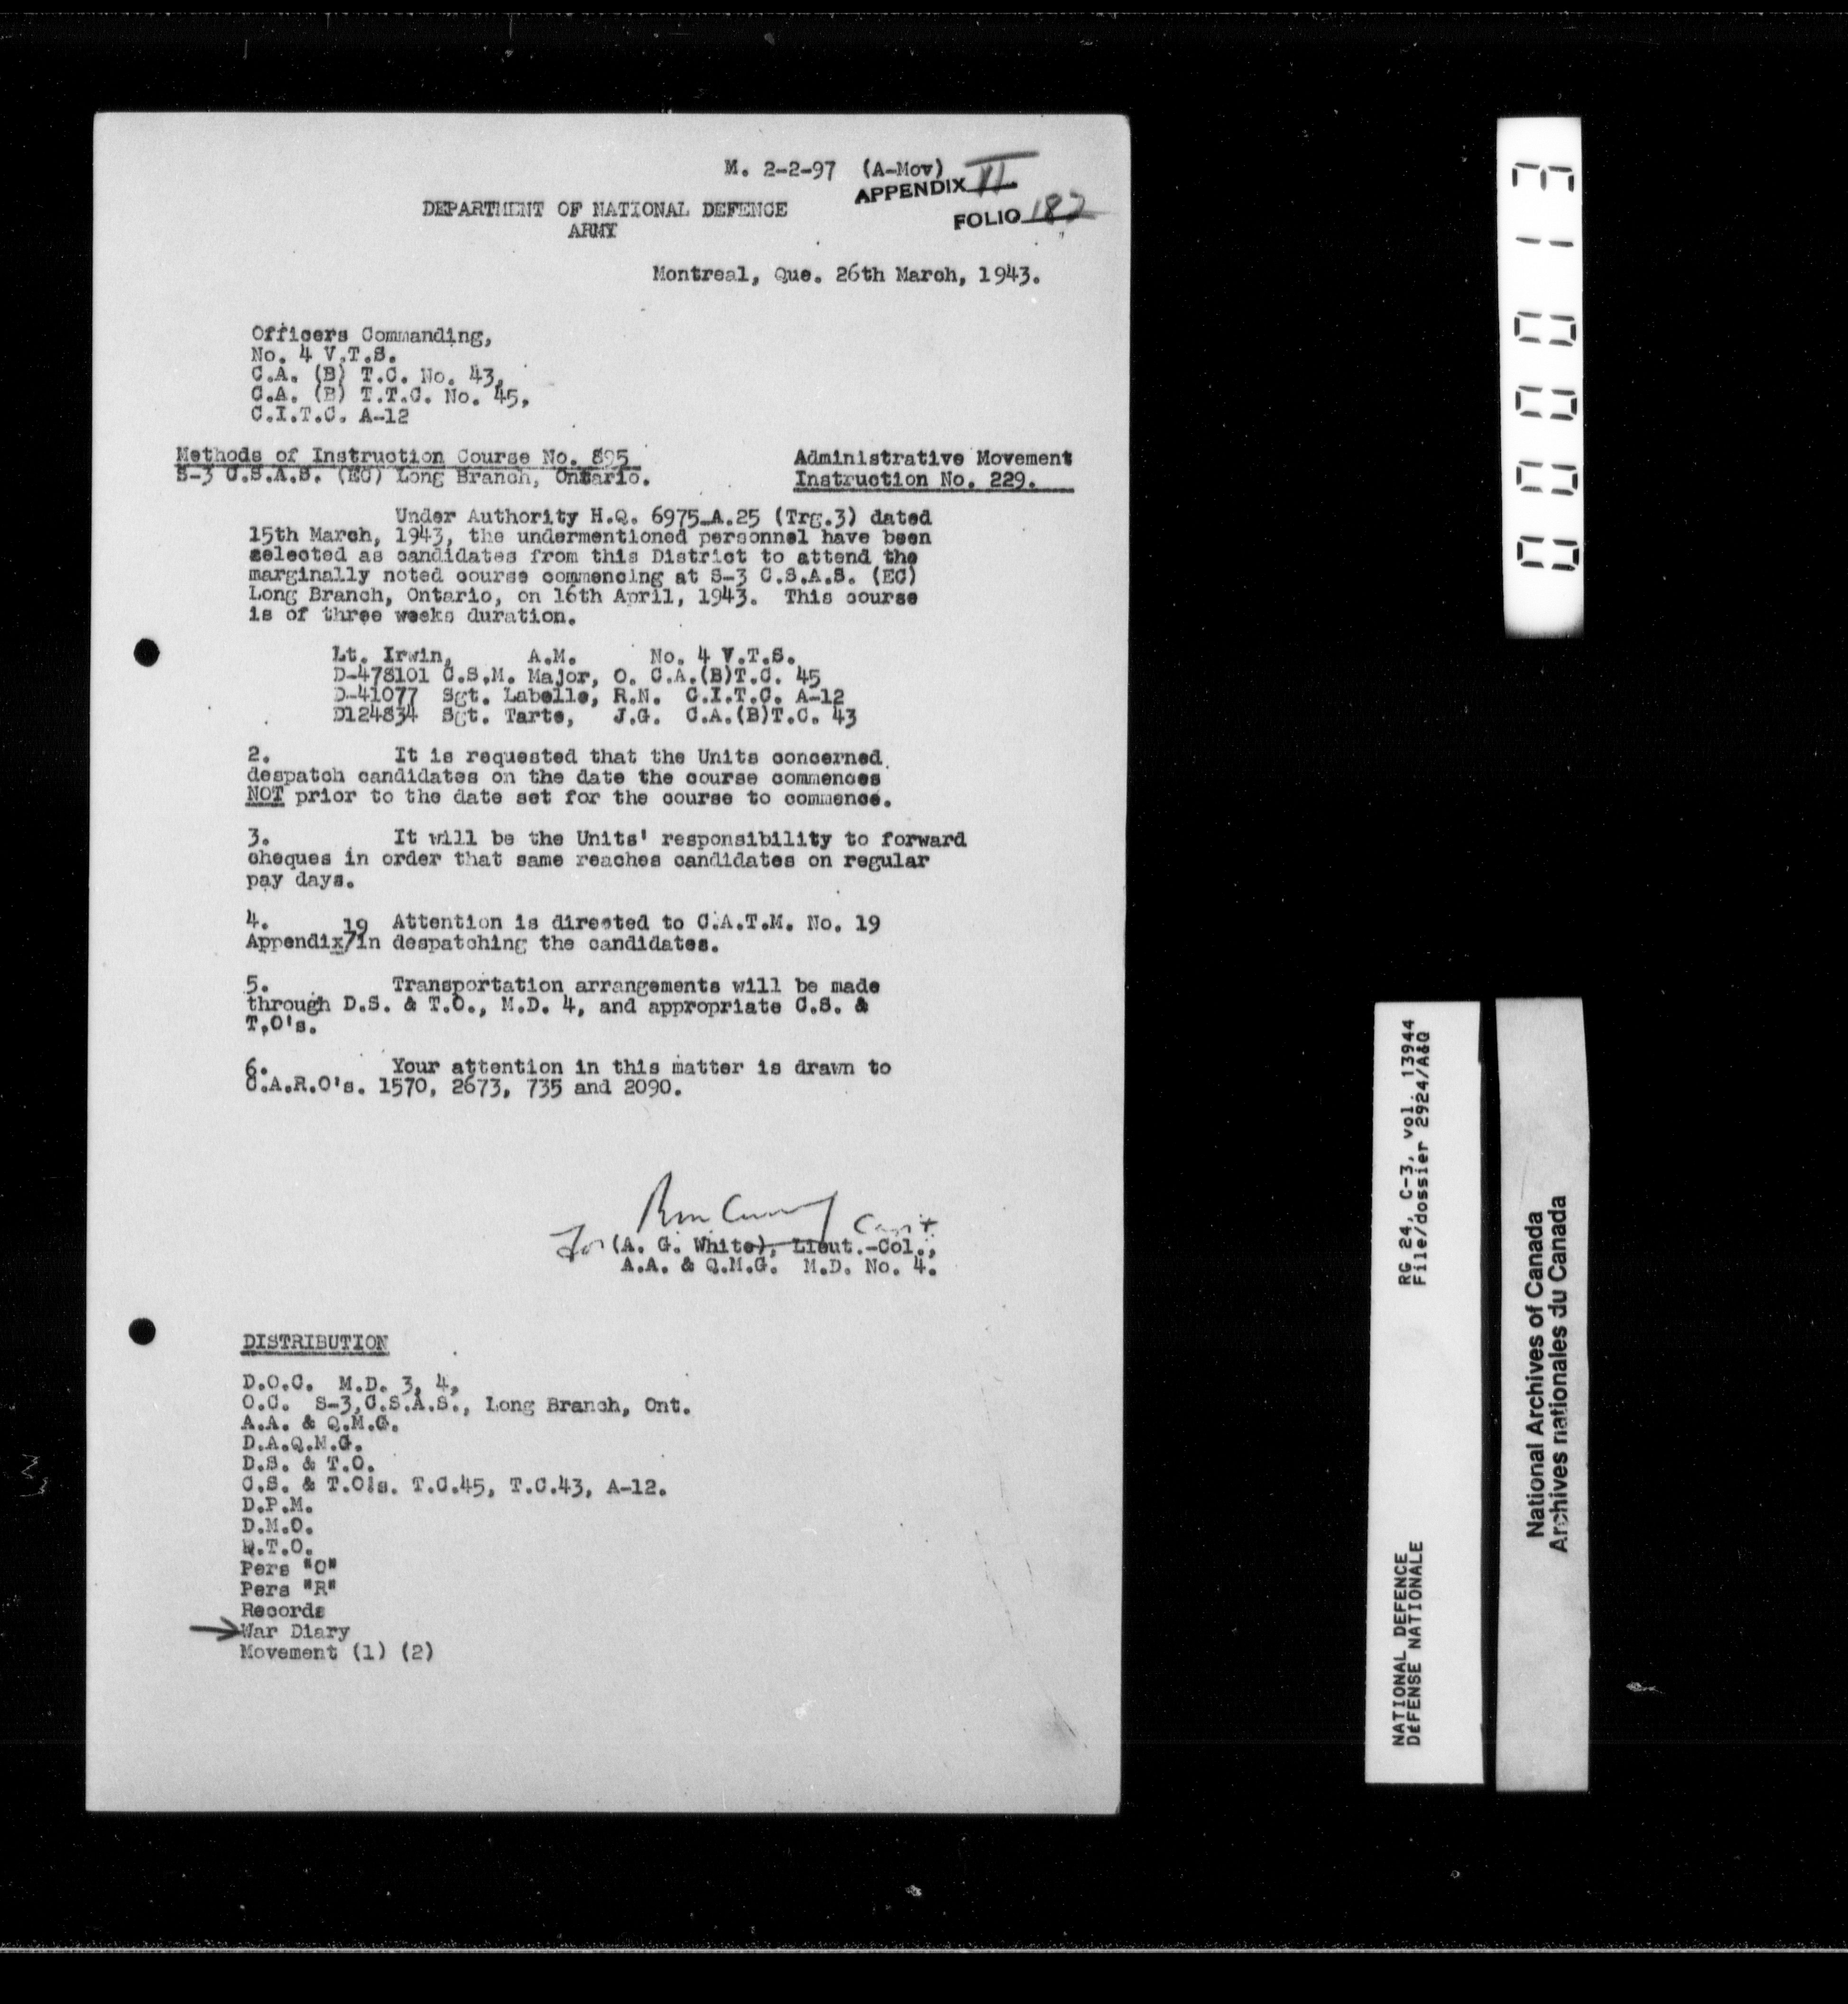 M. 2-2-97 (A-Mov)
APPENDIX VI
FOLIO 182
DEPARTMENT OF NATIONAL DEFENCE
ARMY
Montreal, Que. 26th March, 1943.
Officers Commanding,
No. 4 V.T.S.
C.A. (B) T.C. No. 43,
C.A. (B) T.T.C. No. 45,
C.I.T.C. A-12
Methods of Instruction Course No. 895
S-3 C.S.A.S. (EC) Long Branch, Ontario.
Administrative Movement
Instruction No. 229.
Under Authority H.Q. 6975-A.25 (Trg.3) dated
15th March, 1943, the undermentioned personnel have been
selected as candidates from this District to attend the
marginally noted course commencing at S-3 C.S.A.S. (EC)
Long Branch, Ontario, on 16th April, 1943. This course
is of three weeks duration.
Lt. Irwin, A.M. No. 4 V.T.S.
D-478101 C.S.M. Major, O. C.A.(B)T.C. 45
D-41077 Sgt. Labelle, R.N. C.I.T.C. A-12
D124834 Sgt. Tarte, J.G. C.A.(B)T.C. 43
2. It is requested that the Units concerned
despatch candidates on the date the course commences
NOT prior to the date set for the course to commence.
3. It will be the Units' responsibility to forward
cheques in order that same reaches candidates on regular
pay days.
4. 19 Attention is directed to C.A.T.M. No. 19
Appendix/in despatching the candidates.
5. Transportation arrangements will be made
through D.S. & T.O., M.D. 4, and appropriate C.S. &
T.O's.
6. Your attention in this matter is drawn to
C.A.R.O's. 1570, 2673, 735 and 2090.
Capt
For (A. G. White), Lieut.-Col.,
A.A. & Q.M.G. M.D. No. 4.
DISTRIBUTION
D.O.C. M.D. 3, 4,
O.C. S-3,C.S.A.S., Long Branch, Ont.
A.A. & Q.M.G.
D.A.Q.M.G.
D.S. & T.O.
C.S. & T.O's. T.C.45, T.C.43, A-12.
D.P.M.
D.M.O.
R.T.O.
Pers "O"
Pers "R"
Records
War Diary
Movement (1) (2)
000013
RG 24, C-3, vol. 13944
File/dossier 2924/A&Q
NATIONAL DEFENCE
DÉFENSE NATIONALE
National Archives of Canada
Archives nationales du Canada